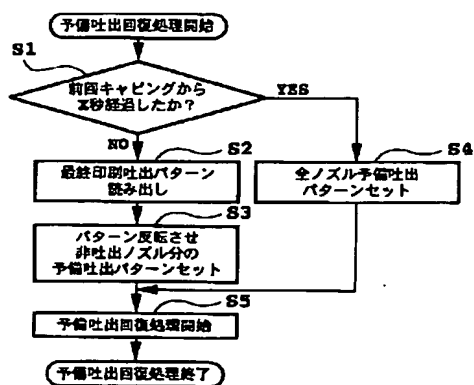 予備吐出回復処理開始
S1
前回キャピングから
X秒経過したか?
YES
NO
S2
最終印刷吐出パターン
読み出し
S4
全ノズル予備吐出
パターンセット
S3
パターン反転させ
非吐出ノズル分の
予備吐出パターンセット
S5
予備吐出回復処理開始
予備吐出回復処理終了